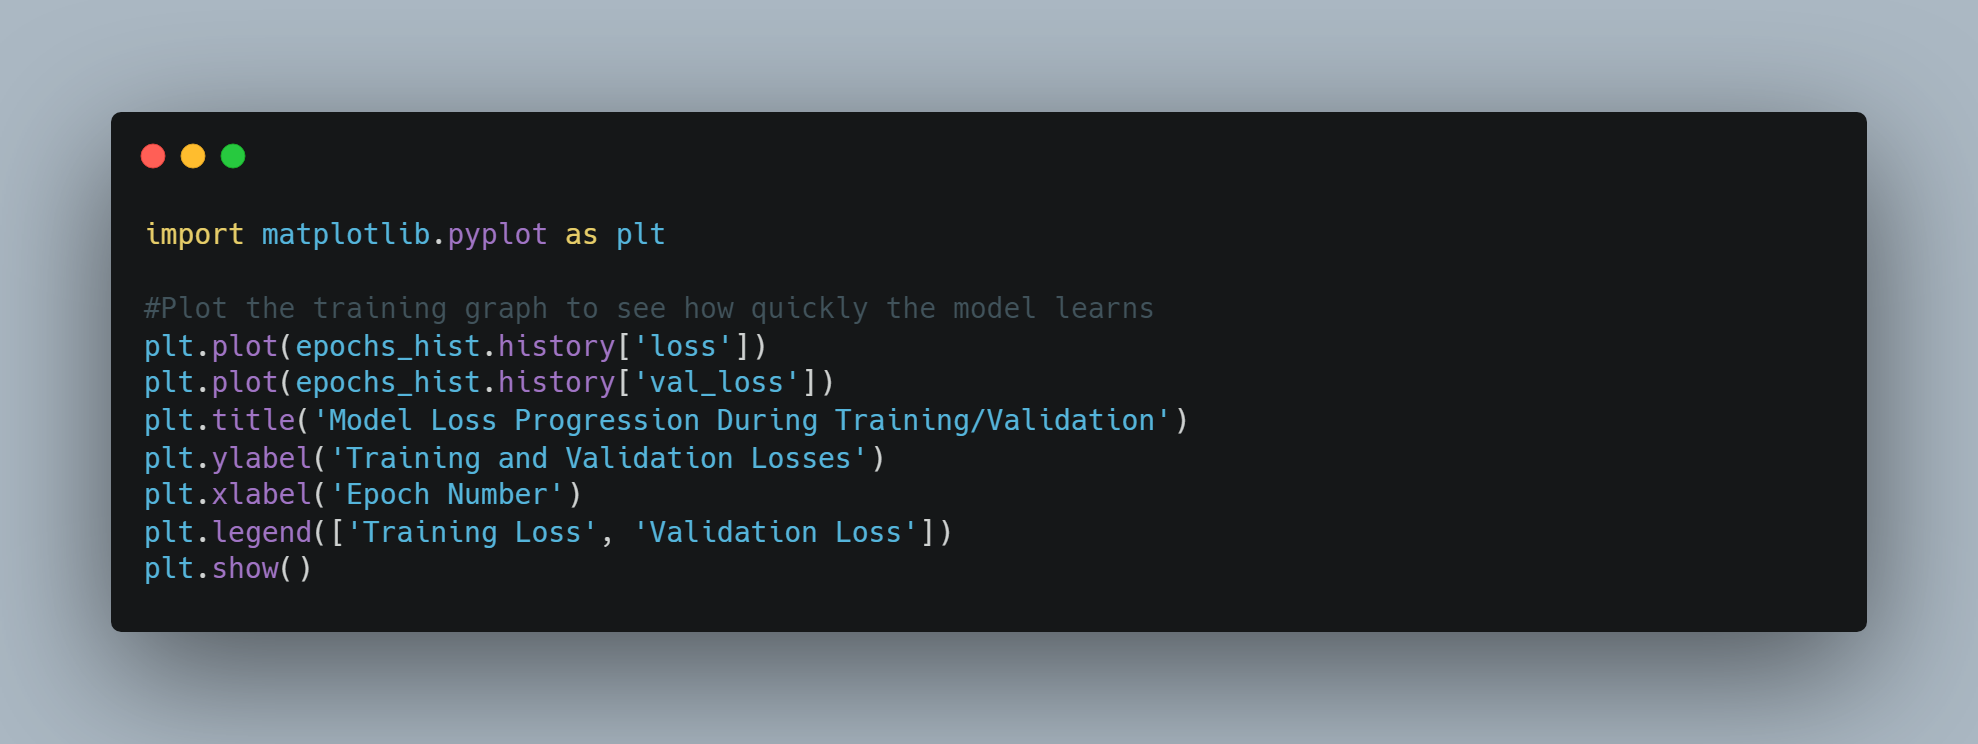 import matplotlib.pyplot as plt

#Plot the training graph to see how quickly the model learns
plt.plot(epochs_hist.history['loss'])
plt.plot(epochs_hist.history['val_loss'])
plt.title('Model Loss Progression During Training/Validation')
plt.ylabel('Training and Validation Losses')
plt.xlabel('Epoch Number')
plt.legend(['Training Loss', 'Validation Loss'])
plt.show()